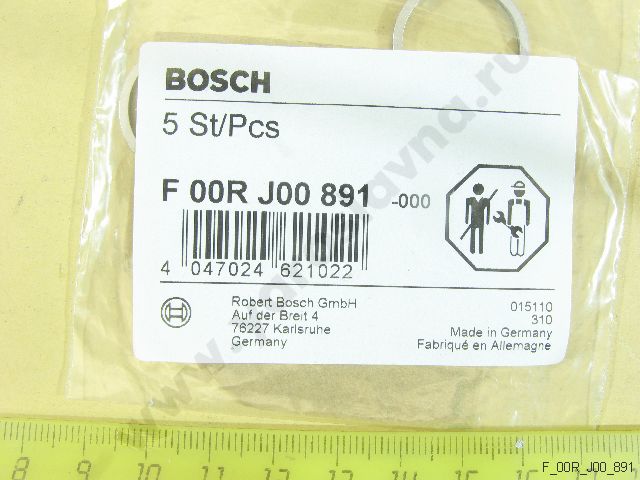 BOSCH
5 St/Pcs
F 00R J00 891 -000
4 047024 621022
Robert Bosch GmbH
Auf der Breit 4
76227 Karlsruhe
Germany
015110
310
Made in Germany
Fabriqué en Allemagne
8 9 10 11 12 13 14 15 16 17 18
F_00R_J00_891